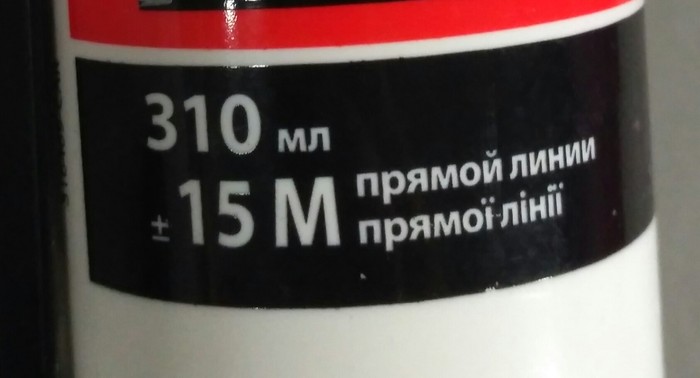 310 мл
± 15 М
прямой линии
прямої лінії